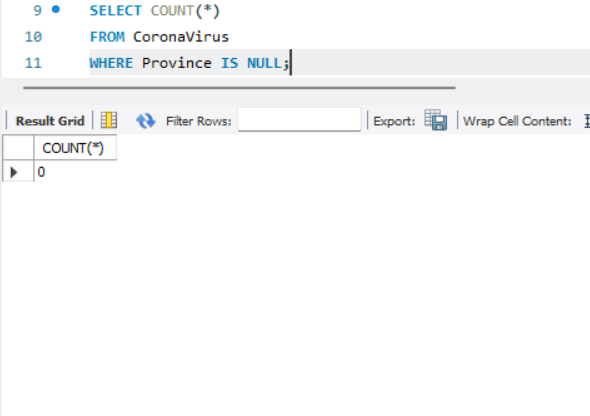 9 SELECT COUNT(*)
10 FROM CoronaVirus
11 WHERE Province IS NULL;
Result Grid Filter Rows: Export: Wrap Cell Content:
COUNT(*)
0